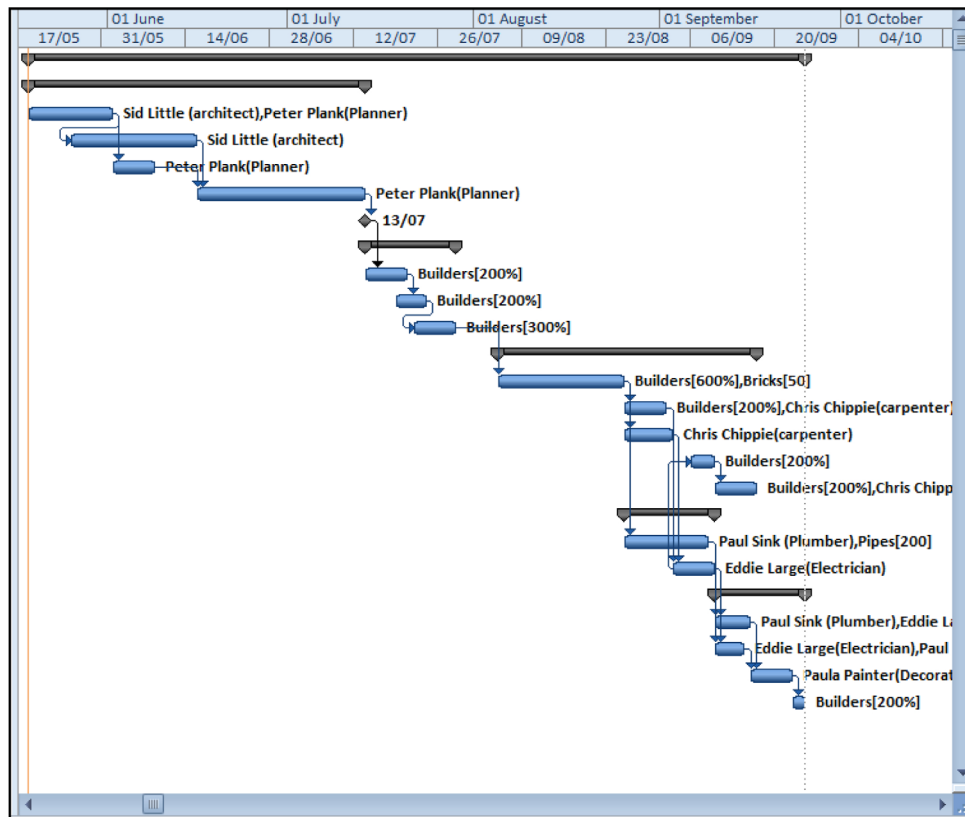 01 June 01 July 01 August 01 September 01 October
17/05 31/05 14/06 28/06 12/07 26/07 09/08 23/08 06/09 20/09 04/10
Sid Little (architect),Peter Plank(Planner)
Sid Little (architect)
Peter Plank(Planner)
Peter Plank(Planner)
13/07
Builders[200%]
Builders[200%]
Builders[300%]
Builders[600%],Bricks[50]
Builders[200%],Chris Chippie(carpenter)
Chris Chippie(carpenter)
Builders[200%]
Builders[200%],Chris Chipp
Paul Sink (Plumber),Pipes[200]
Eddie Large(Electrician)
Paul Sink (Plumber),Eddie La
Eddie Large(Electrician),Paul
Paula Painter(Decorat
Builders[200%]